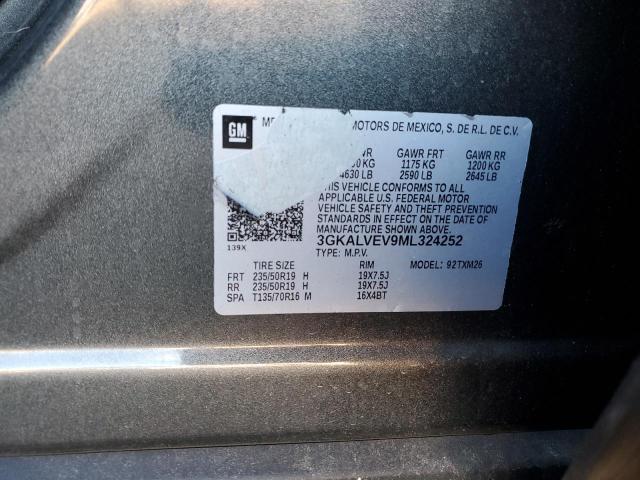 GM MOTORS DE MEXICO, S. DE R.L. DE C.V.
GAWR FRT GAWR RR
KG 1175 KG 1200 KG
4630 LB 2590 LB 2645 LB
THIS VEHICLE CONFORMS TO ALL
APPLICABLE U.S. FEDERAL MOTOR
VEHICLE SAFETY AND THEFT PREVENTION
STANDARDS IN EFFECT ON THE DATE OF
MANUFACTURE SHOWN ABOVE.
3GKALVEV9ML324252
139X
TYPE: M.P.V. MODEL: 92TXM26
TIRE SIZE RIM
FRT 235/50R19 H 19X7.5J
RR 235/50R19 H 19X7.5J
SPA T135/70R16 M 16X4BT